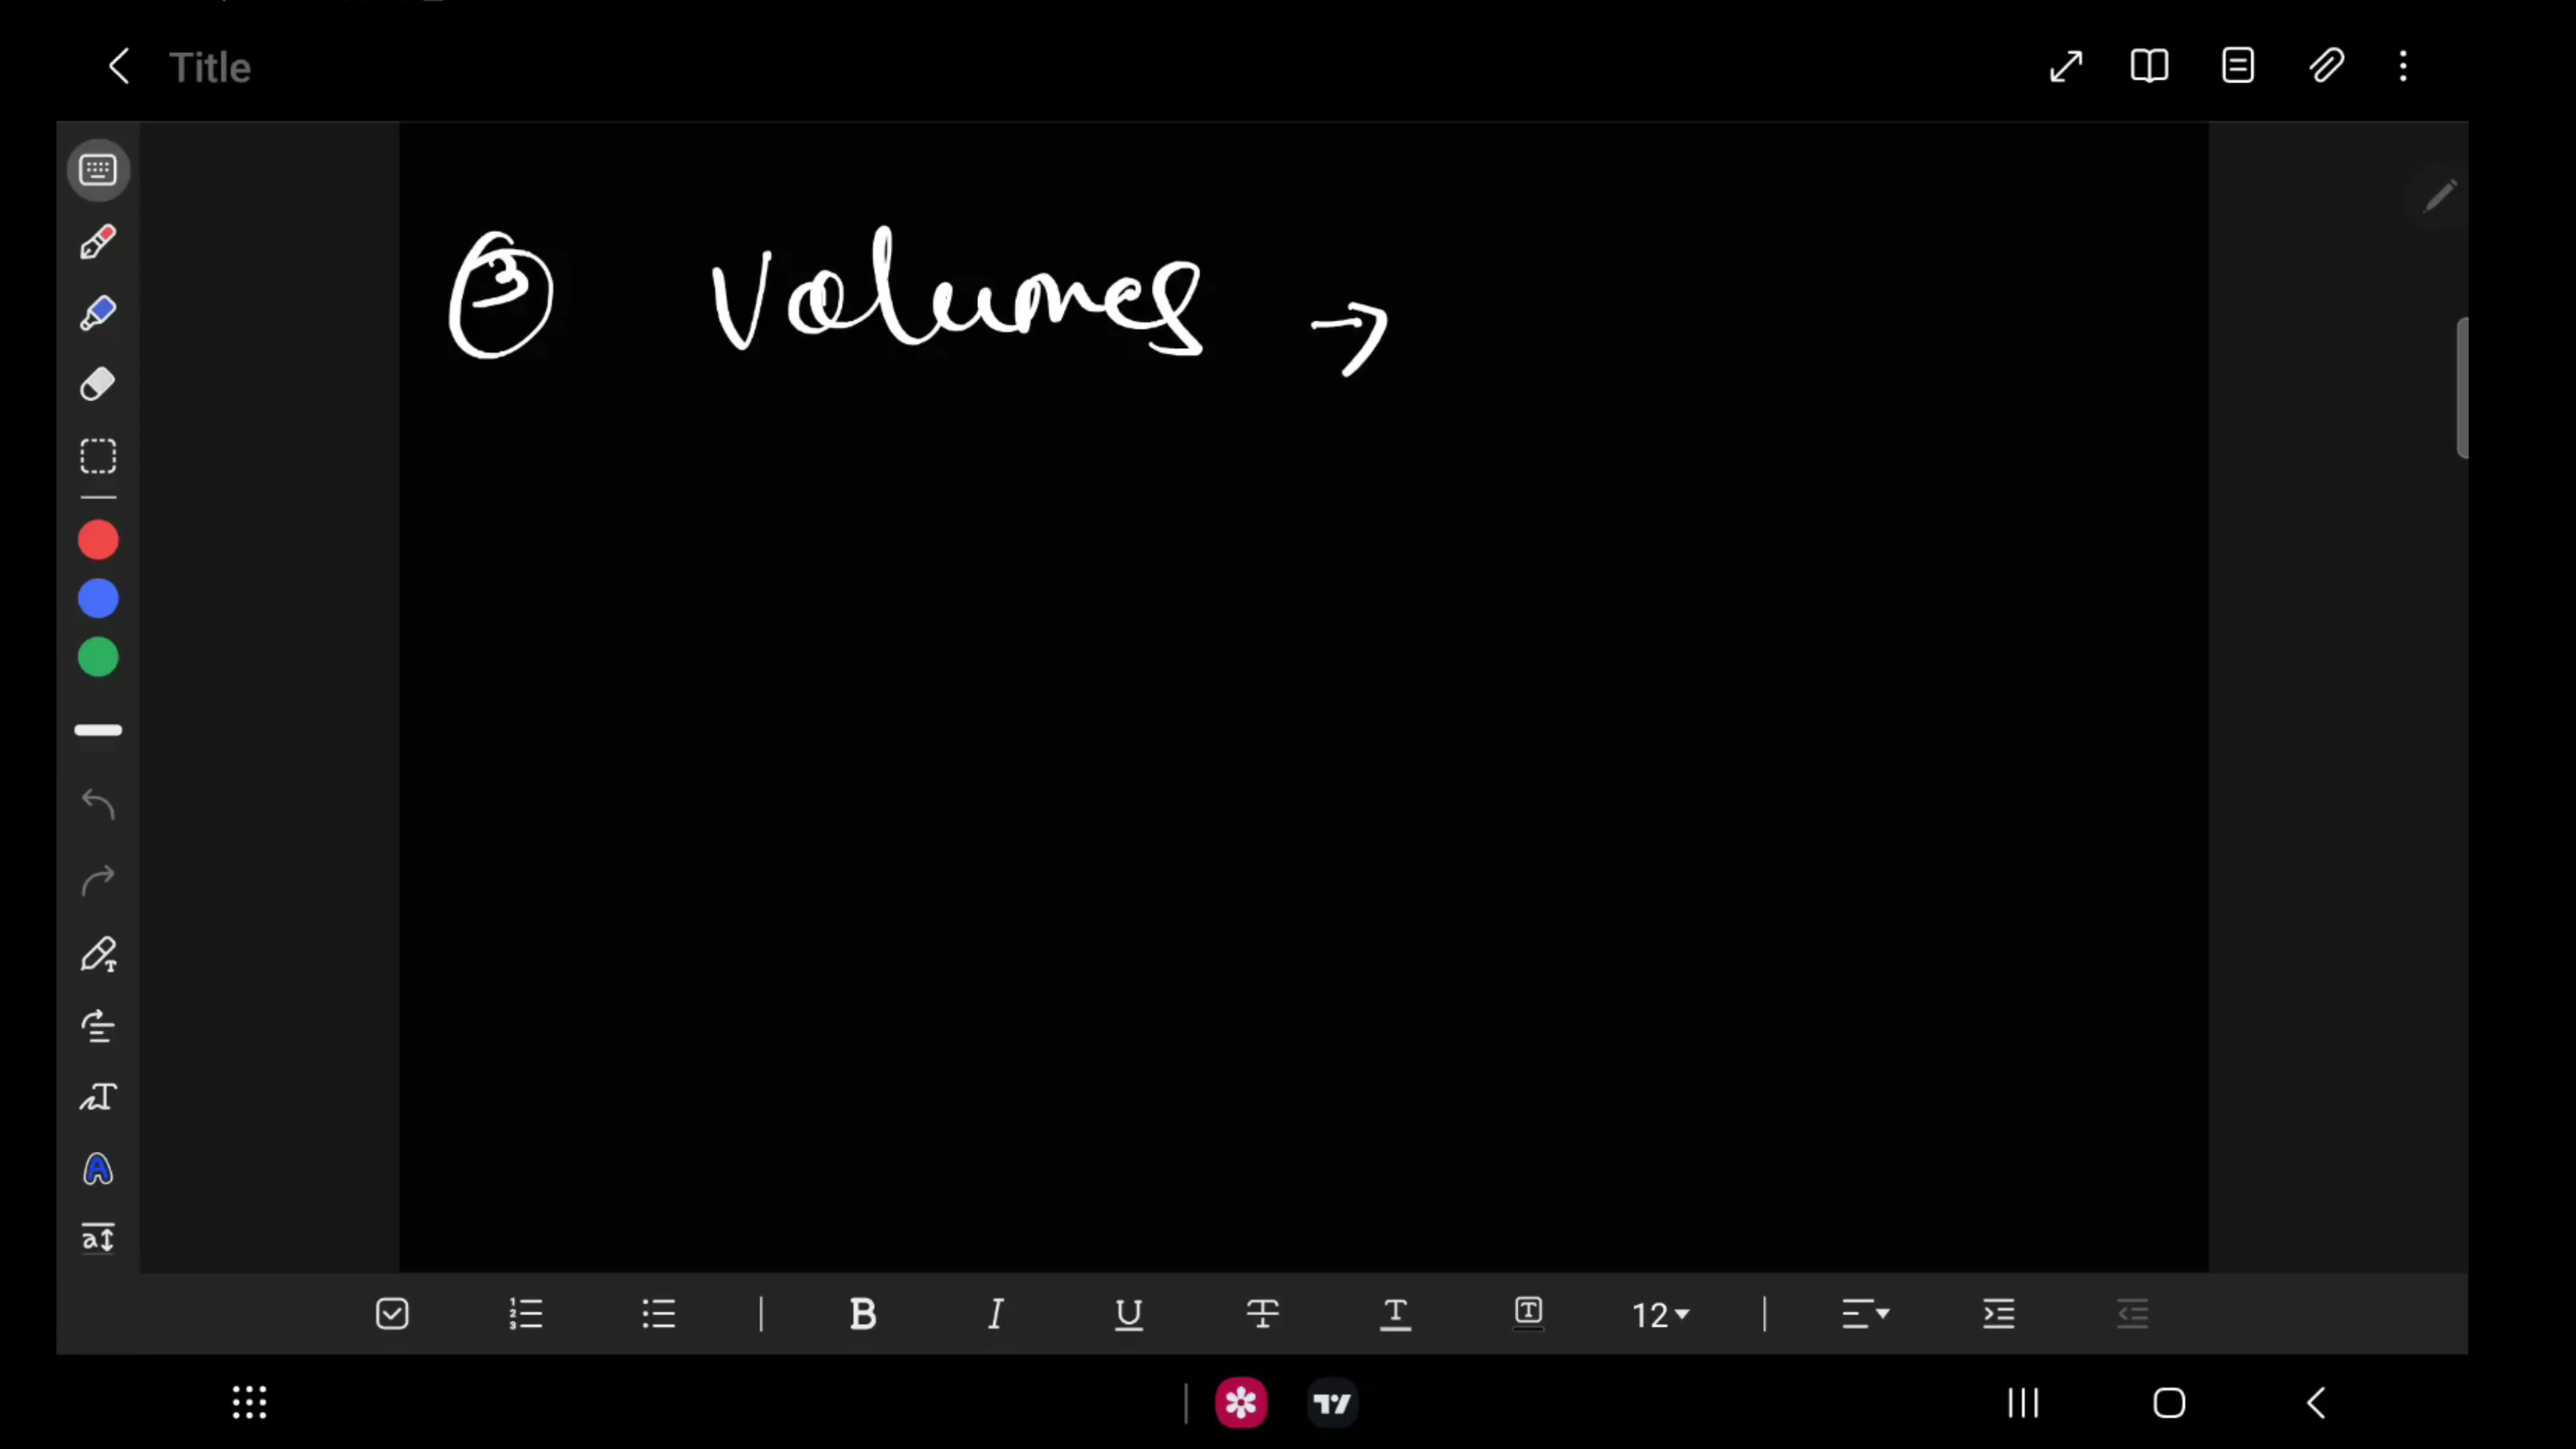 Title
③ Volumes →
B I U T T T 12